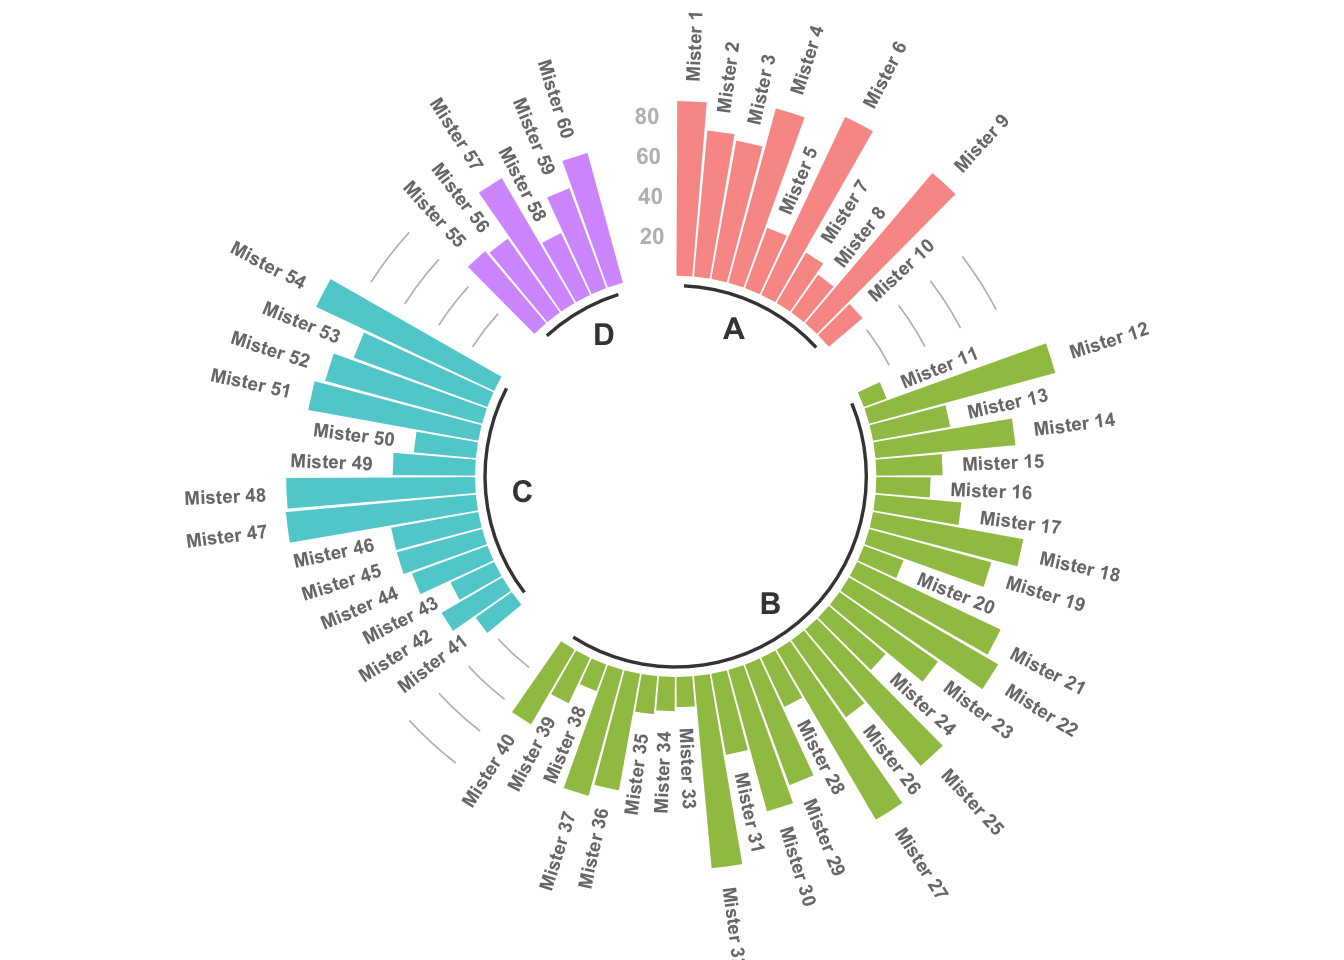 Mister 1
Mister 2
Mister 3
Mister 4
Mister 5
Mister 6
Mister 7
Mister 8
Mister 9
Mister 10
Mister 11
Mister 12
Mister 13
Mister 14
Mister 15
Mister 16
Mister 17
Mister 18
Mister 19
Mister 20
Mister 21
Mister 22
Mister 23
Mister 24
Mister 25
Mister 26
Mister 27
Mister 28
Mister 29
Mister 30
Mister 31
Mister
Mister 33
Mister 34
Mister 35
Mister 36
Mister 37
Mister 38
Mister 39
Mister 40
Mister 41
Mister 42
Mister 43
Mister 44
Mister 45
Mister 46
Mister 47
Mister 48
Mister 49
Mister 50
Mister 51
Mister 52
Mister 53
Mister 54
Mister 55
Mister 56
Mister 57
Mister 58
Mister 59
Mister 60
80
60
40
20
A
B
C
D